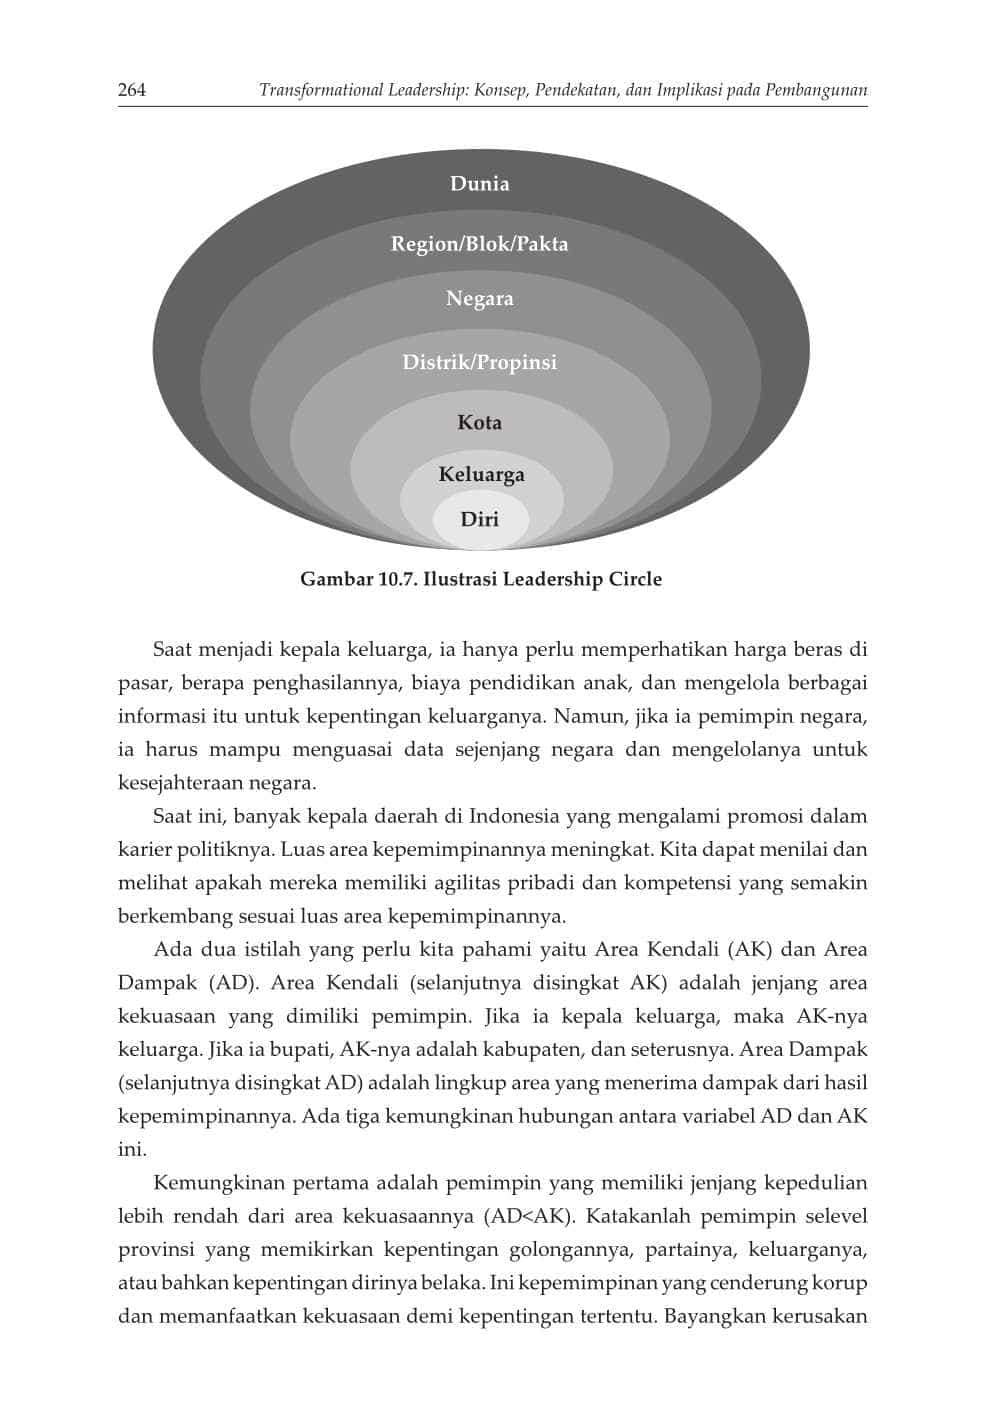 264 Transformational Leadership: Konsep, Pendekatan, dan Implikasi pada Pembangunan
Dunia
Region/Blok/Pakta
Negara
Distrik/Propinsi
Kota
Keluarga
Diri
Gambar 10.7. Ilustrasi Leadership Circle
Saat menjadi kepala keluarga, ia hanya perlu memperhatikan harga beras di
pasar, berapa penghasilannya, biaya pendidikan anak, dan mengelola berbagai
informasi itu untuk kepentingan keluarganya. Namun, jika ia pemimpin negara,
ia harus mampu menguasai data sejenjang negara dan mengelolanya untuk
kesejahteraan negara.
Saat ini, banyak kepala daerah di Indonesia yang mengalami promosi dalam
karier politiknya. Luas area kepemimpinannya meningkat. Kita dapat menilai dan
melihat apakah mereka memiliki agilitas pribadi dan kompetensi yang semakin
berkembang sesuai luas area kepemimpinannya.
Ada dua istilah yang perlu kita pahami yaitu Area Kendali (AK) dan Area
Dampak (AD). Area Kendali (selanjutnya disingkat AK) adalah jenjang area
kekuasaan yang dimiliki pemimpin. Jika ia kepala keluarga, maka AK-nya
keluarga. Jika ia bupati, AK-nya adalah kabupaten, dan seterusnya. Area Dampak
(selanjutnya disingkat AD) adalah lingkup area yang menerima dampak dari hasil
kepemimpinannya. Ada tiga kemungkinan hubungan antara variabel AD dan AK
ini.
Kemungkinan pertama adalah pemimpin yang memiliki jenjang kepedulian
lebih rendah dari area kekuasaannya (AD<AK). Katakanlah pemimpin selevel
provinsi yang memikirkan kepentingan golongannya, partainya, keluarganya,
atau bahkan kepentingan dirinya belaka. Ini kepemimpinan yang cenderung korup
dan memanfaatkan kekuasaan demi kepentingan tertentu. Bayangkan kerusakan